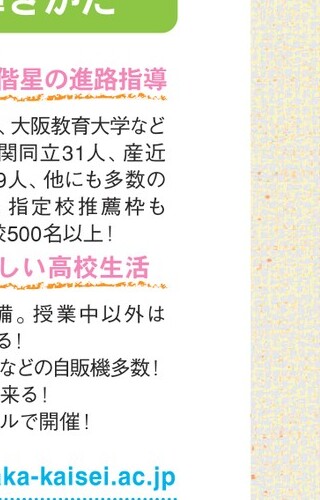 輝きかた
偕星の進路指導
、大阪教育大学など
関同立31人、産近
9人、他にも多数の
指定校推薦枠も
校500名以上！
しい高校生活
備。授業中以外は
る！
などの自販機多数！
来る！
ルで開催！
aka-kaisei.ac.jp